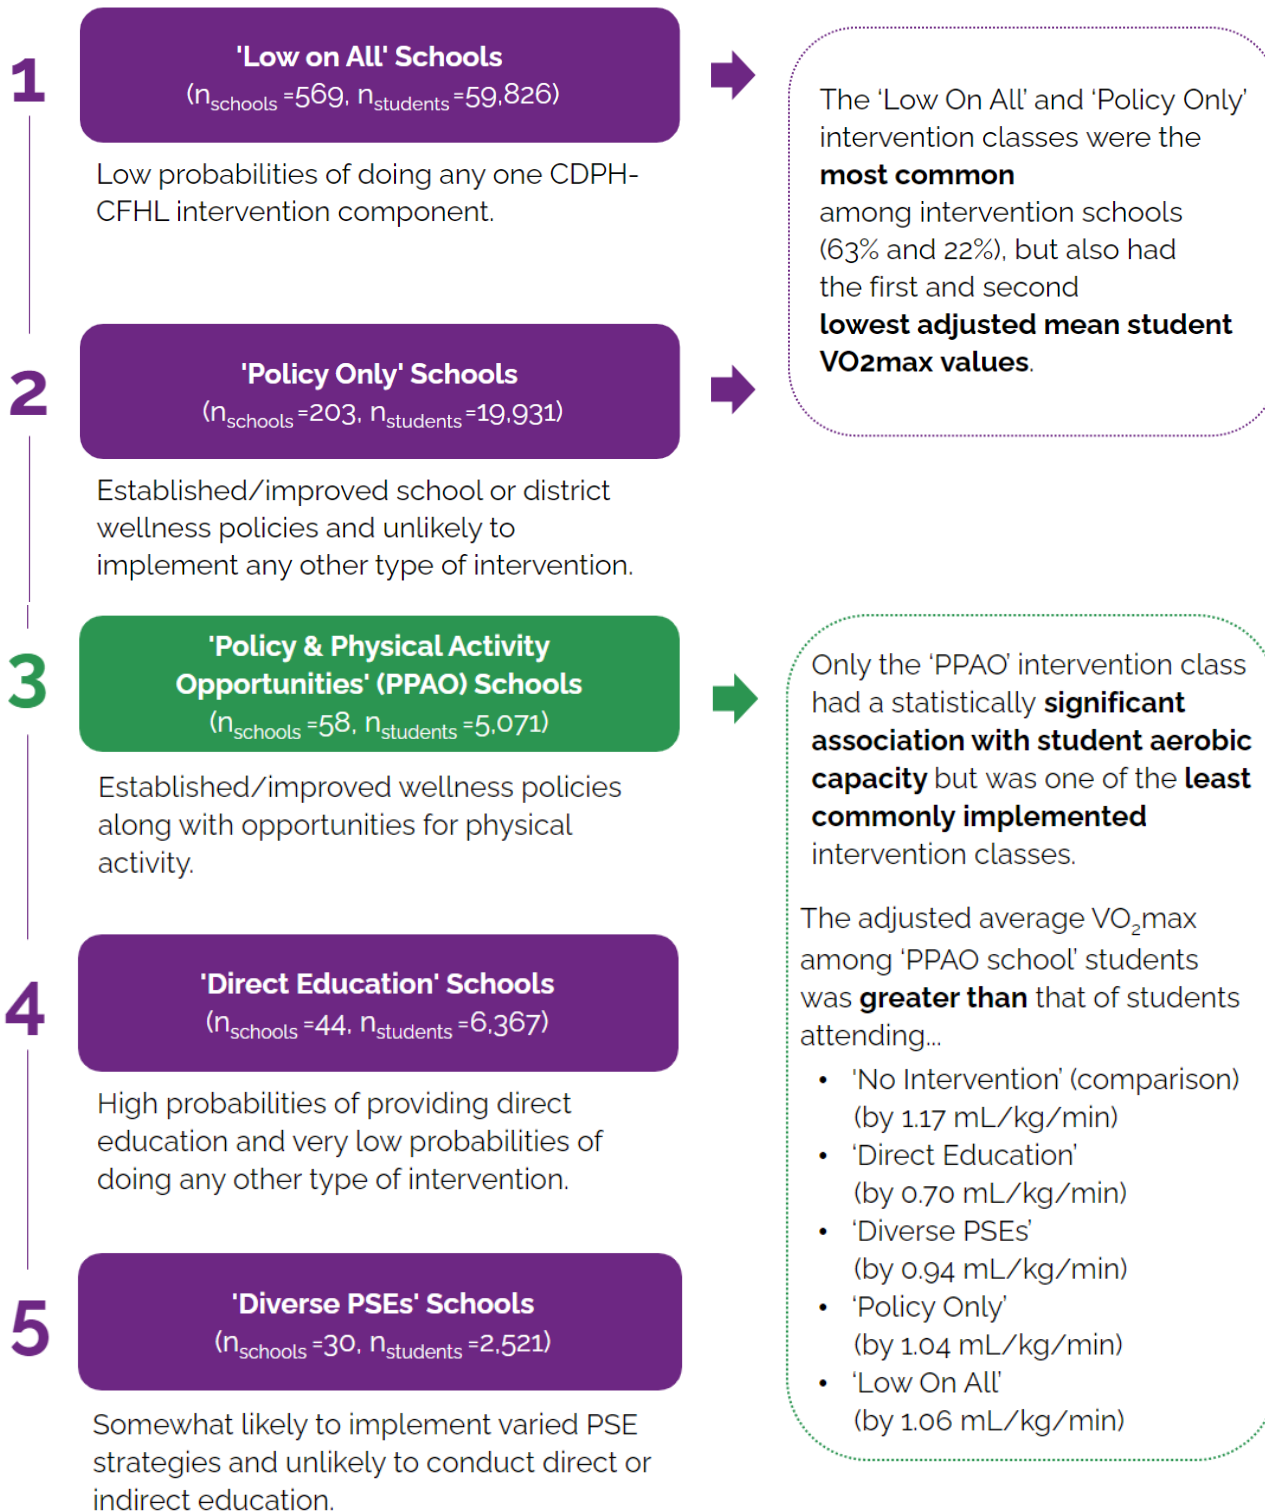 1
'Low on All' Schools
(nschools =569, nstudents =59,826)
Low probabilities of doing any one CDPH-
CFHL intervention component.
The ‘Low On All’ and ‘Policy Only’
intervention classes were the
most common
among intervention schools
(63% and 22%), but also had
the first and second
lowest adjusted mean student
VO2max values.
2
'Policy Only' Schools
(nschools =203, nstudents =19,931)
Established/improved school or district
wellness policies and unlikely to
implement any other type of intervention.
3
'Policy & Physical Activity
Opportunities' (PPAO) Schools
(nschools =58, nstudents =5,071)
Established/improved wellness policies
along with opportunities for physical
activity.
Only the ‘PPAO’ intervention class
had a statistically significant
association with student aerobic
capacity but was one of the least
commonly implemented
intervention classes.
The adjusted average VO₂max
among ‘PPAO school’ students
was greater than that of students
attending...
• 'No Intervention’ (comparison)
(by 1.17 mL/kg/min)
• ‘Direct Education’
(by 0.70 mL/kg/min)
• ‘Diverse PSEs’
(by 0.94 mL/kg/min)
• ‘Policy Only’
(by 1.04 mL/kg/min)
• ‘Low On All’
(by 1.06 mL/kg/min)
4
'Direct Education' Schools
(nschools =44, nstudents =6,367)
High probabilities of providing direct
education and very low probabilities of
doing any other type of intervention.
5
'Diverse PSEs' Schools
(nschools =30, nstudents =2,521)
Somewhat likely to implement varied PSE
strategies and unlikely to conduct direct or
indirect education.